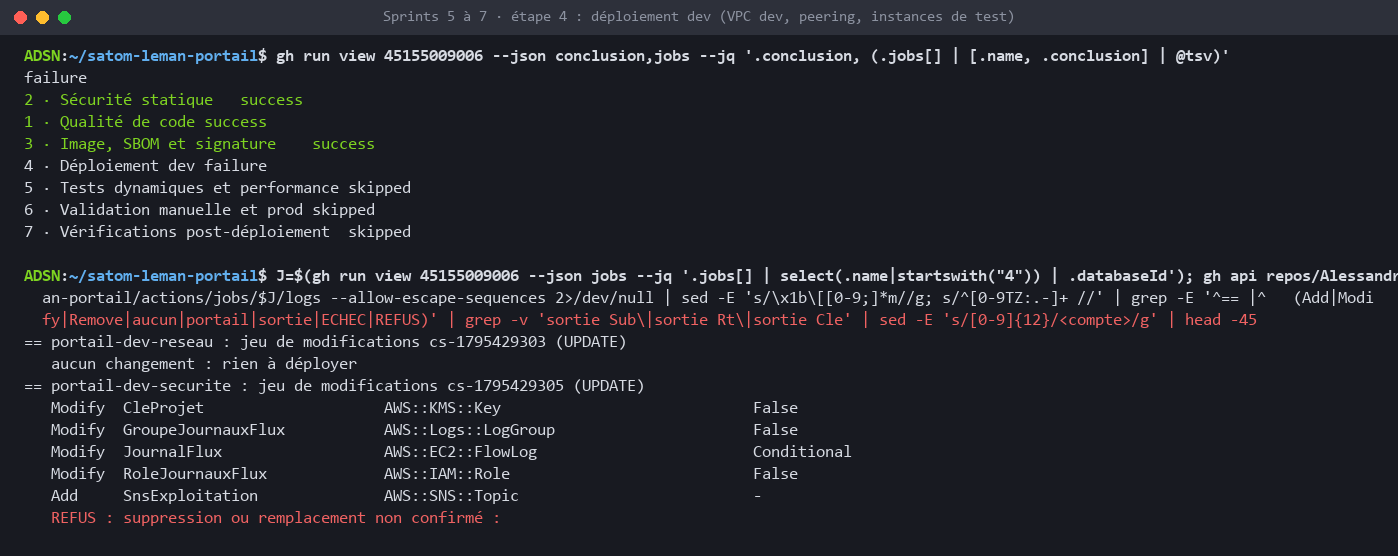 Sprints 5 à 7 · étape 4 : déploiement dev (VPC dev, peering, instances de test)
ADSN:~/satom-leman-portail$ gh run view 45155009006 --json conclusion,jobs --jq '.conclusion, (.jobs[] | [.name, .conclusion] | @tsv)'
failure
2 · Sécurité statique   success
1 · Qualité de code success
3 · Image, SBOM et signature    success
4 · Déploiement dev failure
5 · Tests dynamiques et performance skipped
6 · Validation manuelle et prod skipped
7 · Vérifications post-déploiement  skipped
ADSN:~/satom-leman-portail$ J=$(gh run view 45155009006 --json jobs --jq '.jobs[] | select(.name|startswith("4")) | .databaseId'); gh api repos/Alessandr
an-portail/actions/jobs/$J/logs --allow-escape-sequences 2>/dev/null | sed -E 's/\x1b\[[0-9;]*m//g; s/^[0-9TZ:.-]+ //' | grep -E '^== |^   (Add|Modi
fy|Remove|aucun|portail|sortie|ECHEC|REFUS)' | grep -v 'sortie Sub\|sortie Rt\|sortie Cle' | sed -E 's/[0-9]{12}/<compte>/g' | head -45
== portail-dev-reseau : jeu de modifications cs-1795429303 (UPDATE)
   aucun changement : rien à déployer
== portail-dev-securite : jeu de modifications cs-1795429305 (UPDATE)
   Modify  CleProjet                    AWS::KMS::Key                            False
   Modify  GroupeJournauxFlux           AWS::Logs::LogGroup                      False
   Modify  JournalFlux                  AWS::EC2::FlowLog                        Conditional
   Modify  RoleJournauxFlux             AWS::IAM::Role                           False
   Add     SnsExploitation              AWS::SNS::Topic                          -
   REFUS : suppression ou remplacement non confirmé :